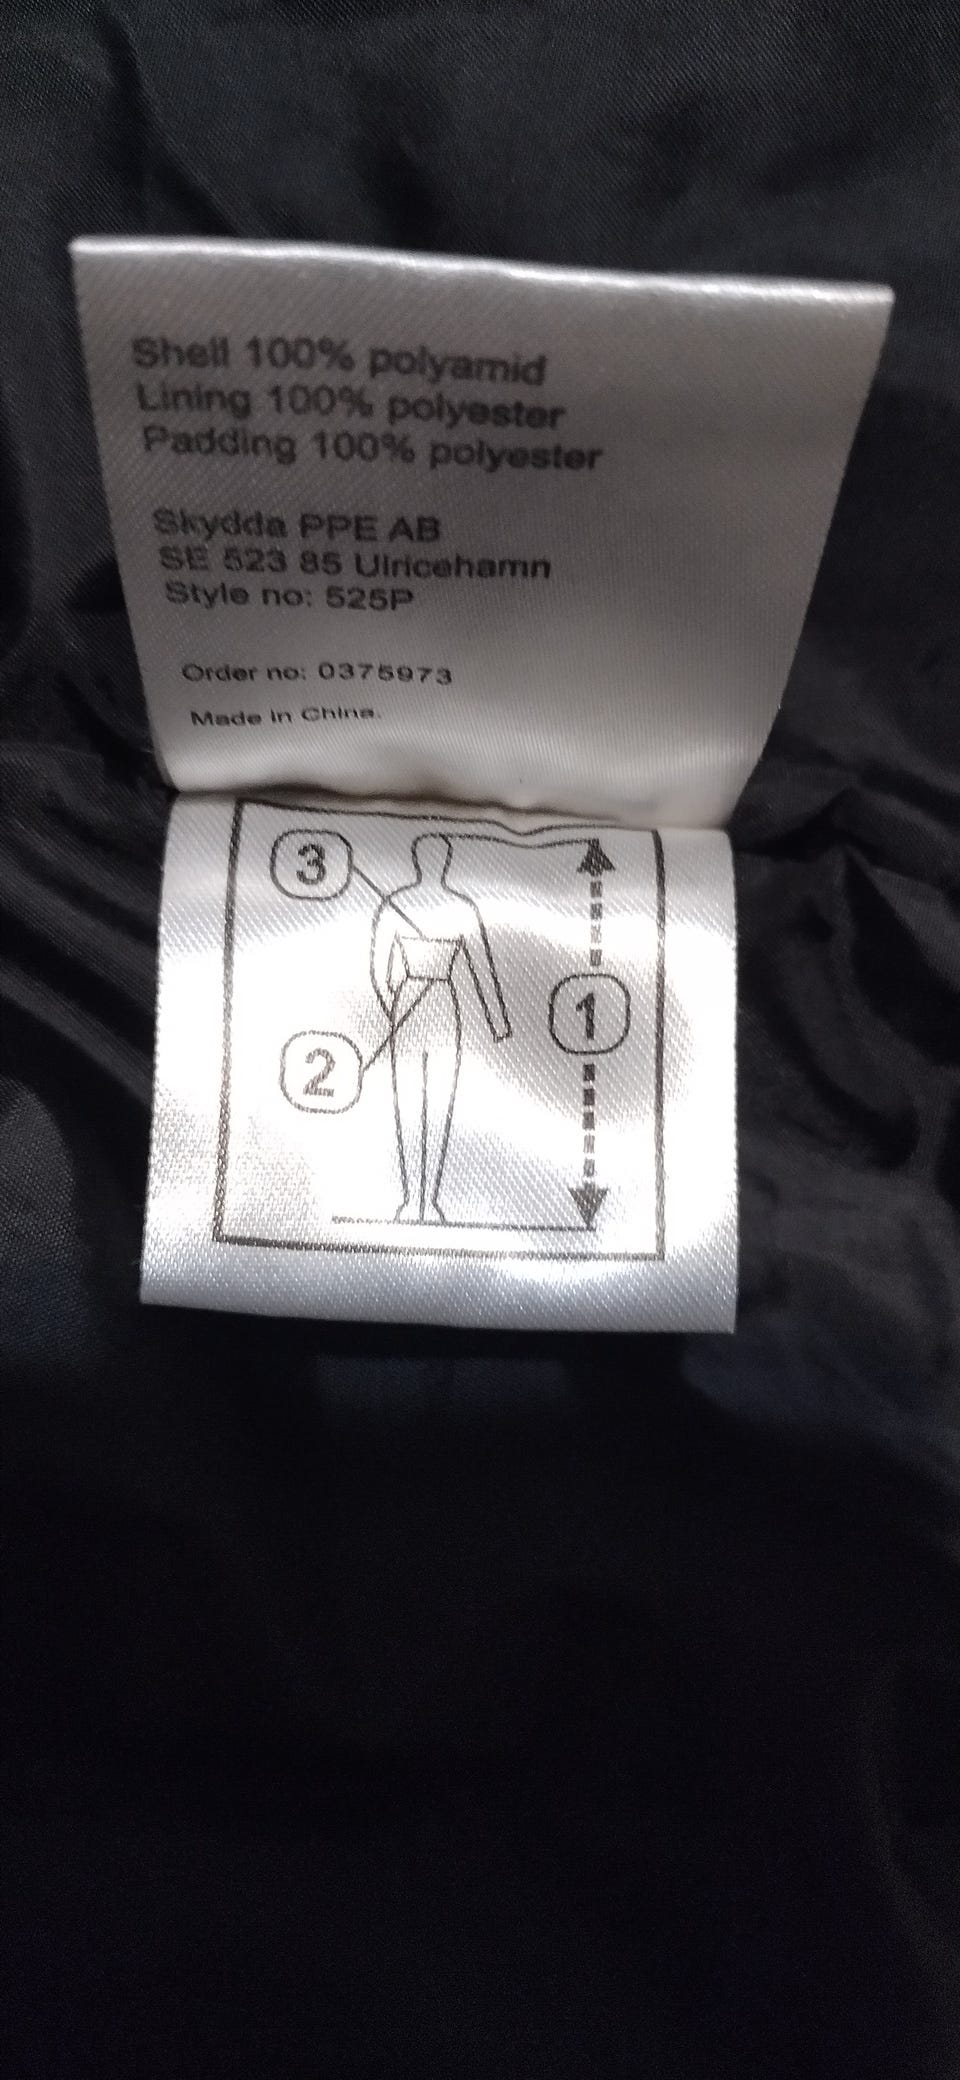 Shell 100% polyamid
Lining 100% polyester
Padding 100% polyester
Skydda PPE AB
SE 523 85 Ulricehamn
Style no: 525P
Order no: 0375973
Made in China.
3
1
2